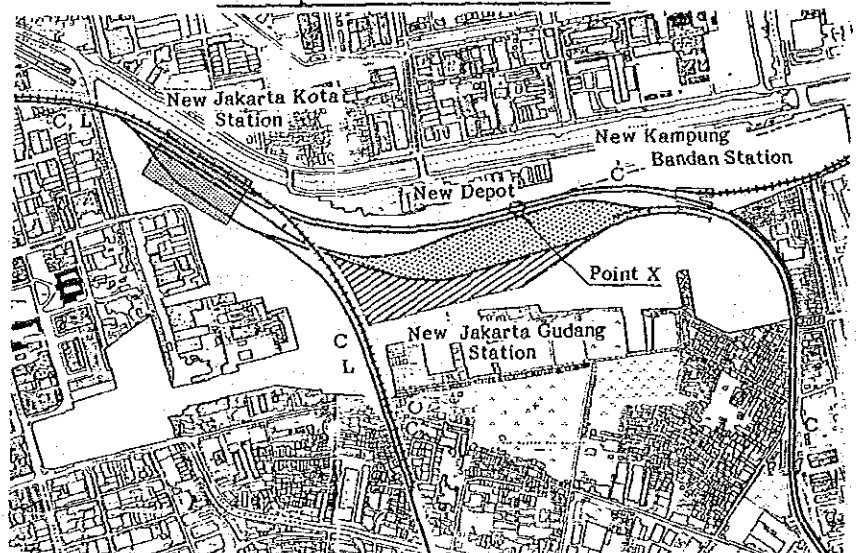 New Jakarta Kota
Station
C. L
New Kampung
Bandan Station
C
New Depot
Point X
New Jakarta Gudang
Station
C
L
C
C
C